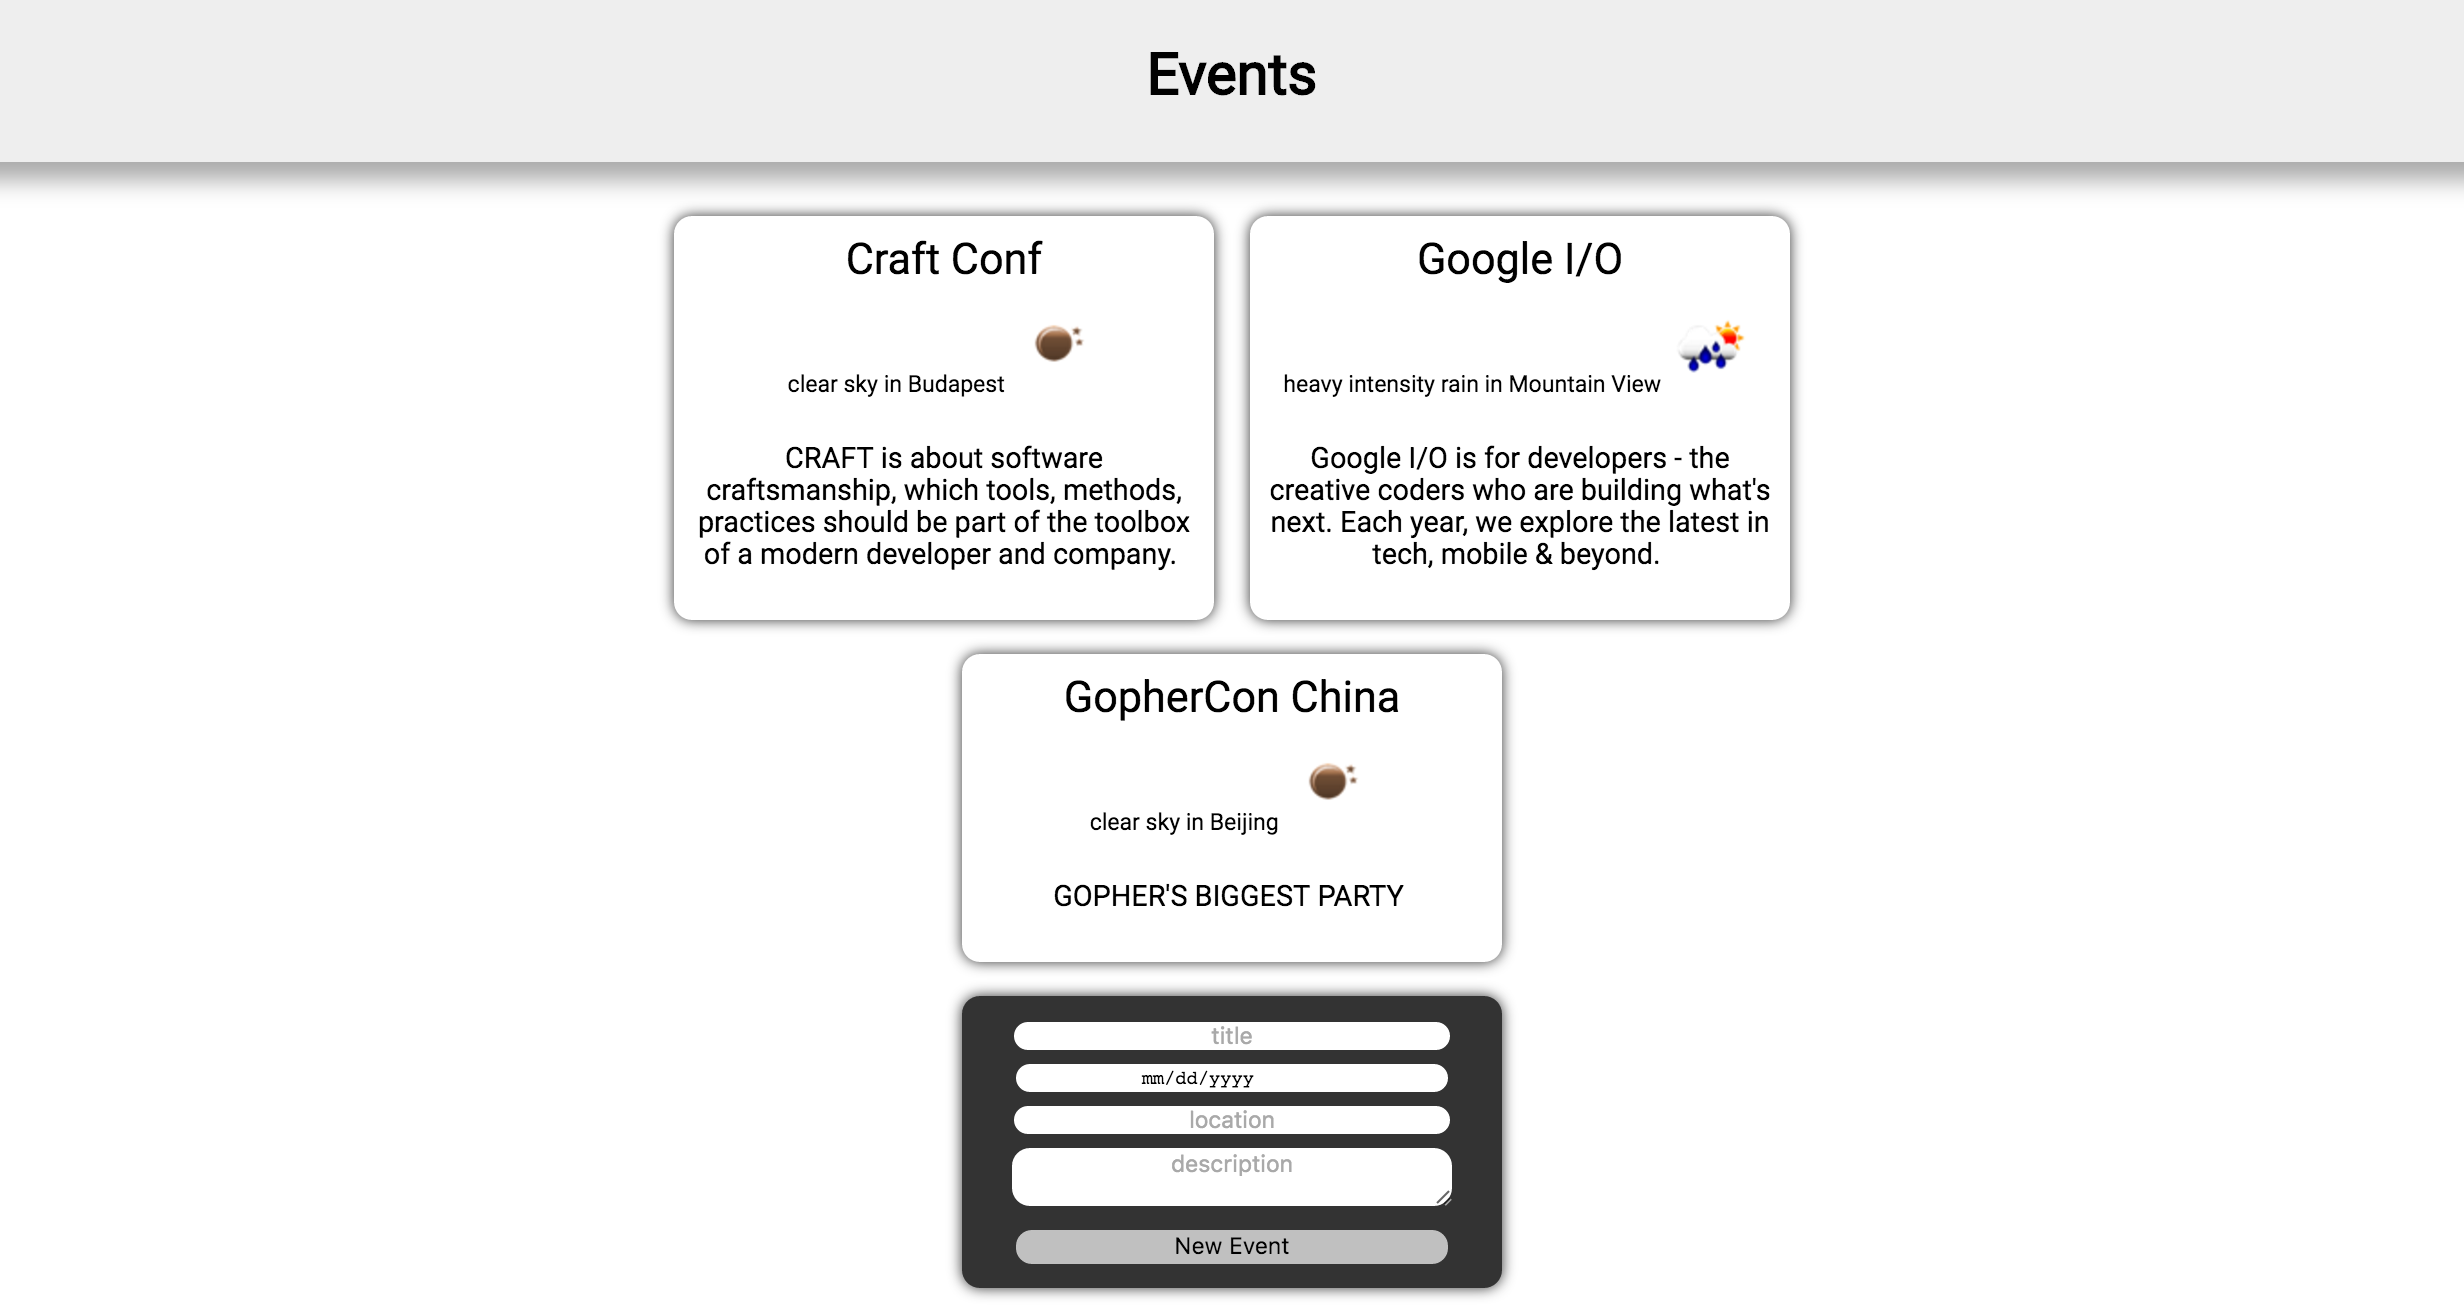 Events
Craft Conf
clear sky in Budapest
CRAFT is about software
craftsmanship, which tools, methods,
practices should be part of the toolbox
of a modern developer and company.
Google I/O
heavy intensity rain in Mountain View
Google I/O is for developers - the
creative coders who are building what's
next. Each year, we explore the latest in
tech, mobile & beyond.
GopherCon China
clear sky in Beijing
GOPHER'S BIGGEST PARTY
title
mm/dd/yyyy
location
description
New Event